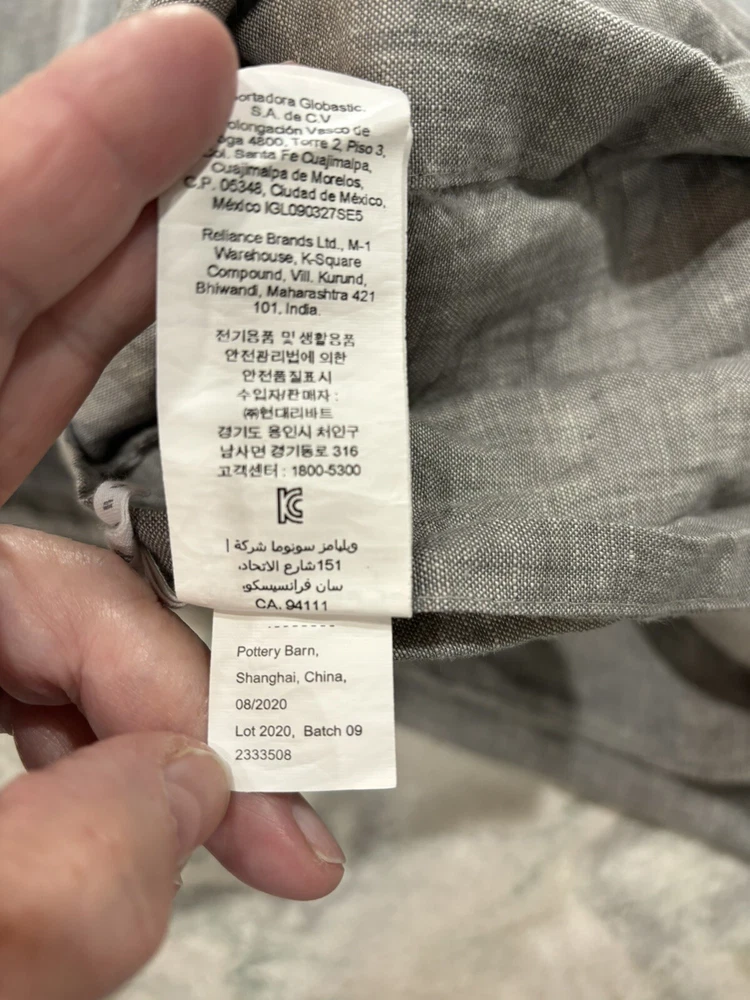 ortadora Globastic.
S.A. de C.V
olongación Vasco de
oga 4800, Torre 2, Piso 3,
Col. Santa Fe Cuajimalpa,
Cuajimalpa de Morelos,
C.P. 05348, Ciudad de México,
México IGL090327SE5
Reliance Brands Ltd., M-1
Warehouse, K-Square
Compound, Vill. Kurund,
Bhiwandi, Maharashtra 421
101, India.
전기용품 및 생활용품
안전관리법에 의한
안전품질표시
수입자/판매자 :
㈜현대리바트
경기도 용인시 처인구
남사면 경기동로 316
고객센터 : 1800-5300
ويليامز سونوما شركة |
151شارع الاتحاد،
سان فرانسيسكو،
CA. 94111
Pottery Barn,
Shanghai, China,
08/2020
Lot 2020, Batch 09
2333508